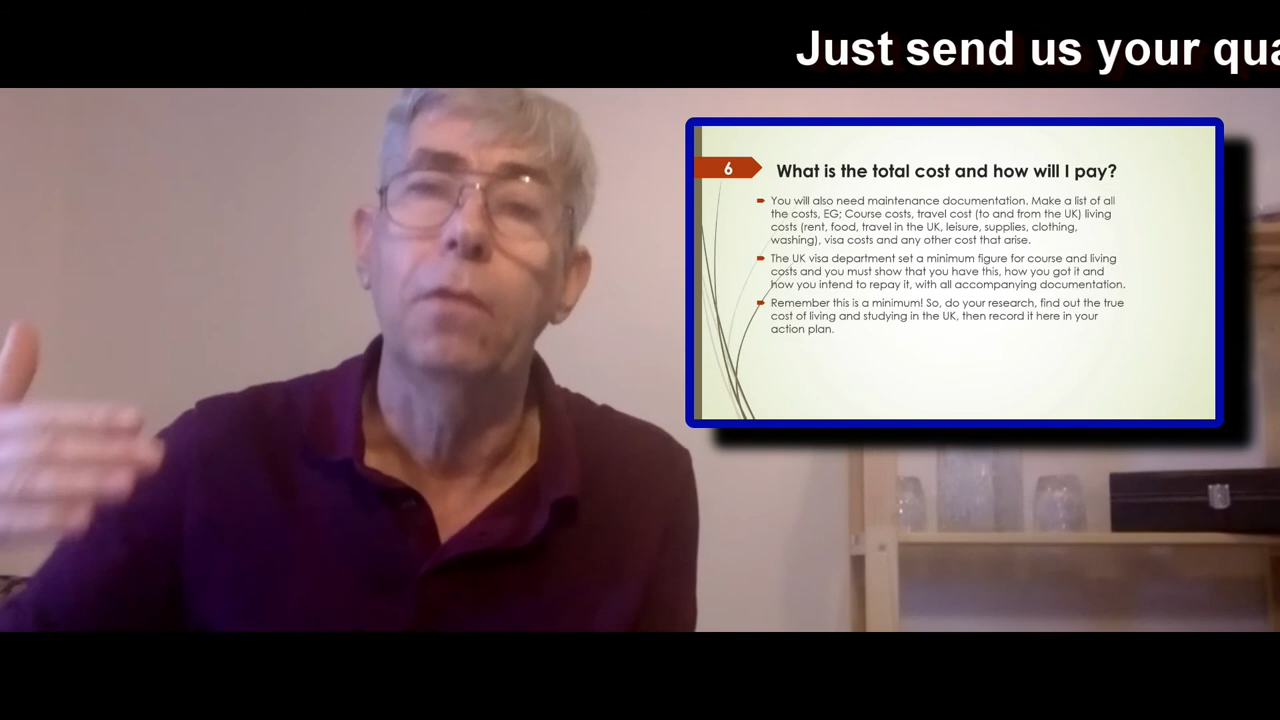 Just send us your qua
6
What is the total cost and how will I pay?
You will also need maintenance documentation. Make a list of all
the costs, EG; Course costs, travel cost (to and from the UK) living
costs (rent, food, travel in the UK, leisure, supplies, clothing,
washing), visa costs and any other cost that arise.
The UK visa department set a minimum figure for course and living
costs and you must show that you have this, how you got it and
how you intend to repay it, with all accompanying documentation.
Remember this is a minimum! So, do your research, find out the true
cost of living and studying in the UK, then record it here in your
action plan.